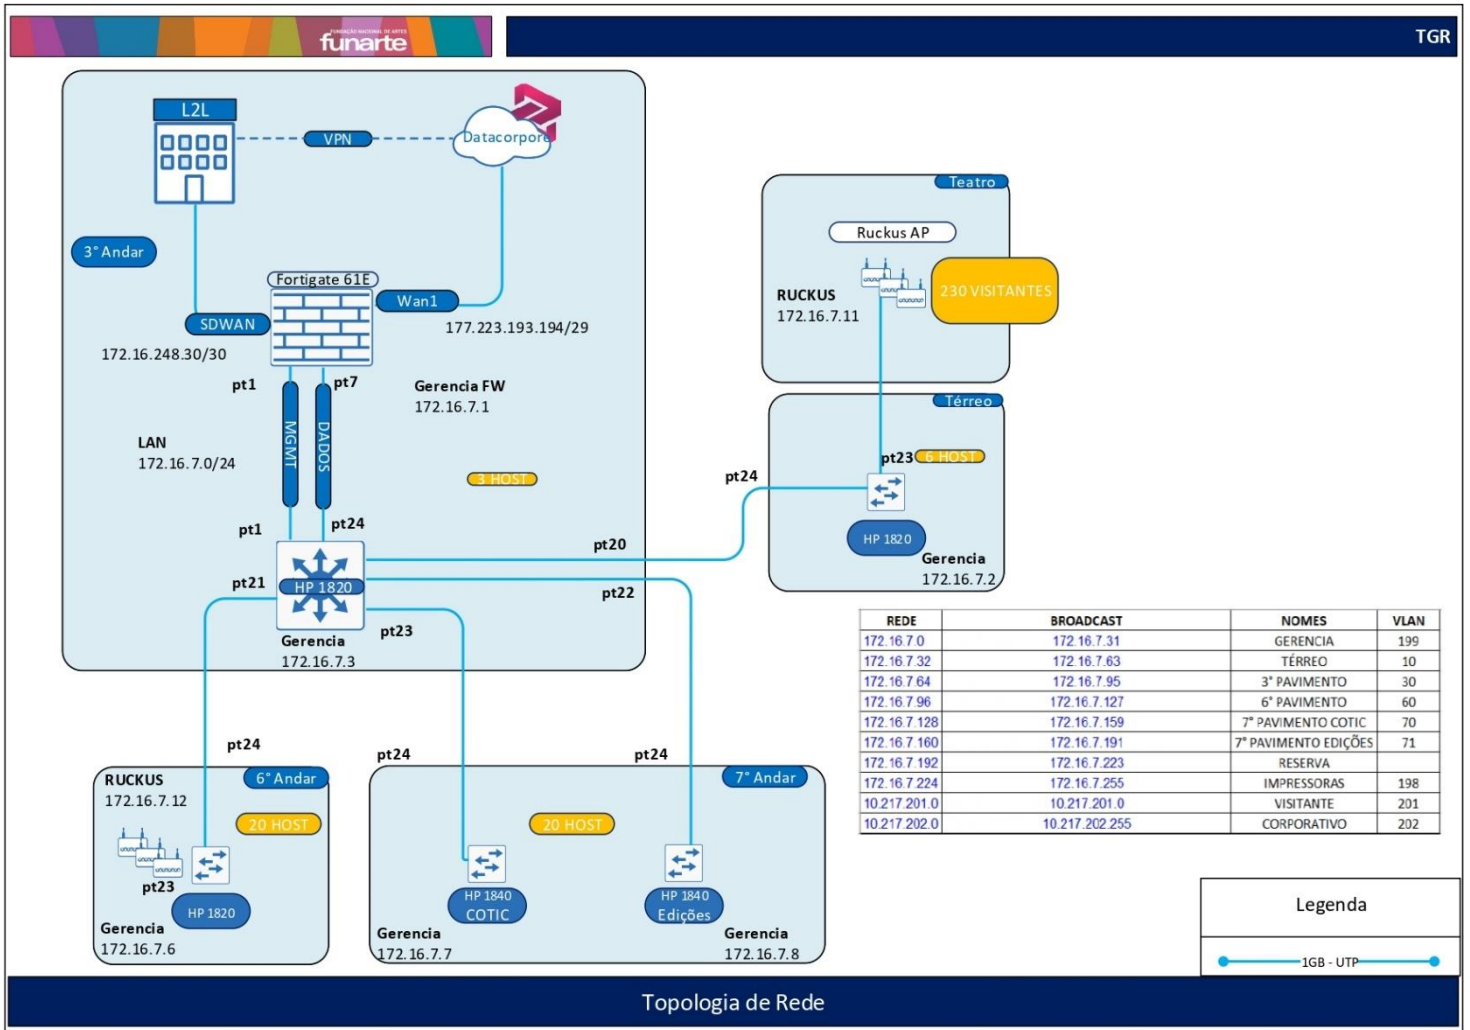 FUNDAÇÃO NACIONAL DE ARTES
funarte
TGR
L2L
VPN
Datacorpore
3° Andar
Fortigate 61E
Wan1
SDWAN
177.223.193.194/29
172.16.248.30/30
pt1
pt7
Gerencia FW
172.16.7.1
MGMT
DADOS
LAN
172.16.7.0/24
3 HOST
pt1
pt24
pt20
pt21
HP 1820
pt22
pt23
Gerencia
172.16.7.3
Teatro
Ruckus AP
RUCKUS
172.16.7.11
230 VISITANTES
Térreo
pt23
6 HOST
pt24
HP 1820
Gerencia
172.16.7.2
REDE BROADCAST NOMES VLAN
172.16.7.0 172.16.7.31 GERENCIA 199
172.16.7.32 172.16.7.63 TÉRREO 10
172.16.7.64 172.16.7.95 3° PAVIMENTO 30
172.16.7.96 172.16.7.127 6° PAVIMENTO 60
172.16.7.128 172.16.7.159 7° PAVIMENTO COTIC 70
172.16.7.160 172.16.7.191 7° PAVIMENTO EDIÇÕES 71
172.16.7.192 172.16.7.223 RESERVA
172.16.7.224 172.16.7.255 IMPRESSORAS 198
10.217.201.0 10.217.201.0 VISITANTE 201
10.217.202.0 10.217.202.255 CORPORATIVO 202
pt24
RUCKUS
172.16.7.12
6° Andar
20 HOST
pt23
HP 1820
Gerencia
172.16.7.6
pt24
pt24
7° Andar
20 HOST
HP 1840
COTIC
HP 1840
Edições
Gerencia
172.16.7.7
Gerencia
172.16.7.8
Legenda
1GB - UTP
Topologia de Rede